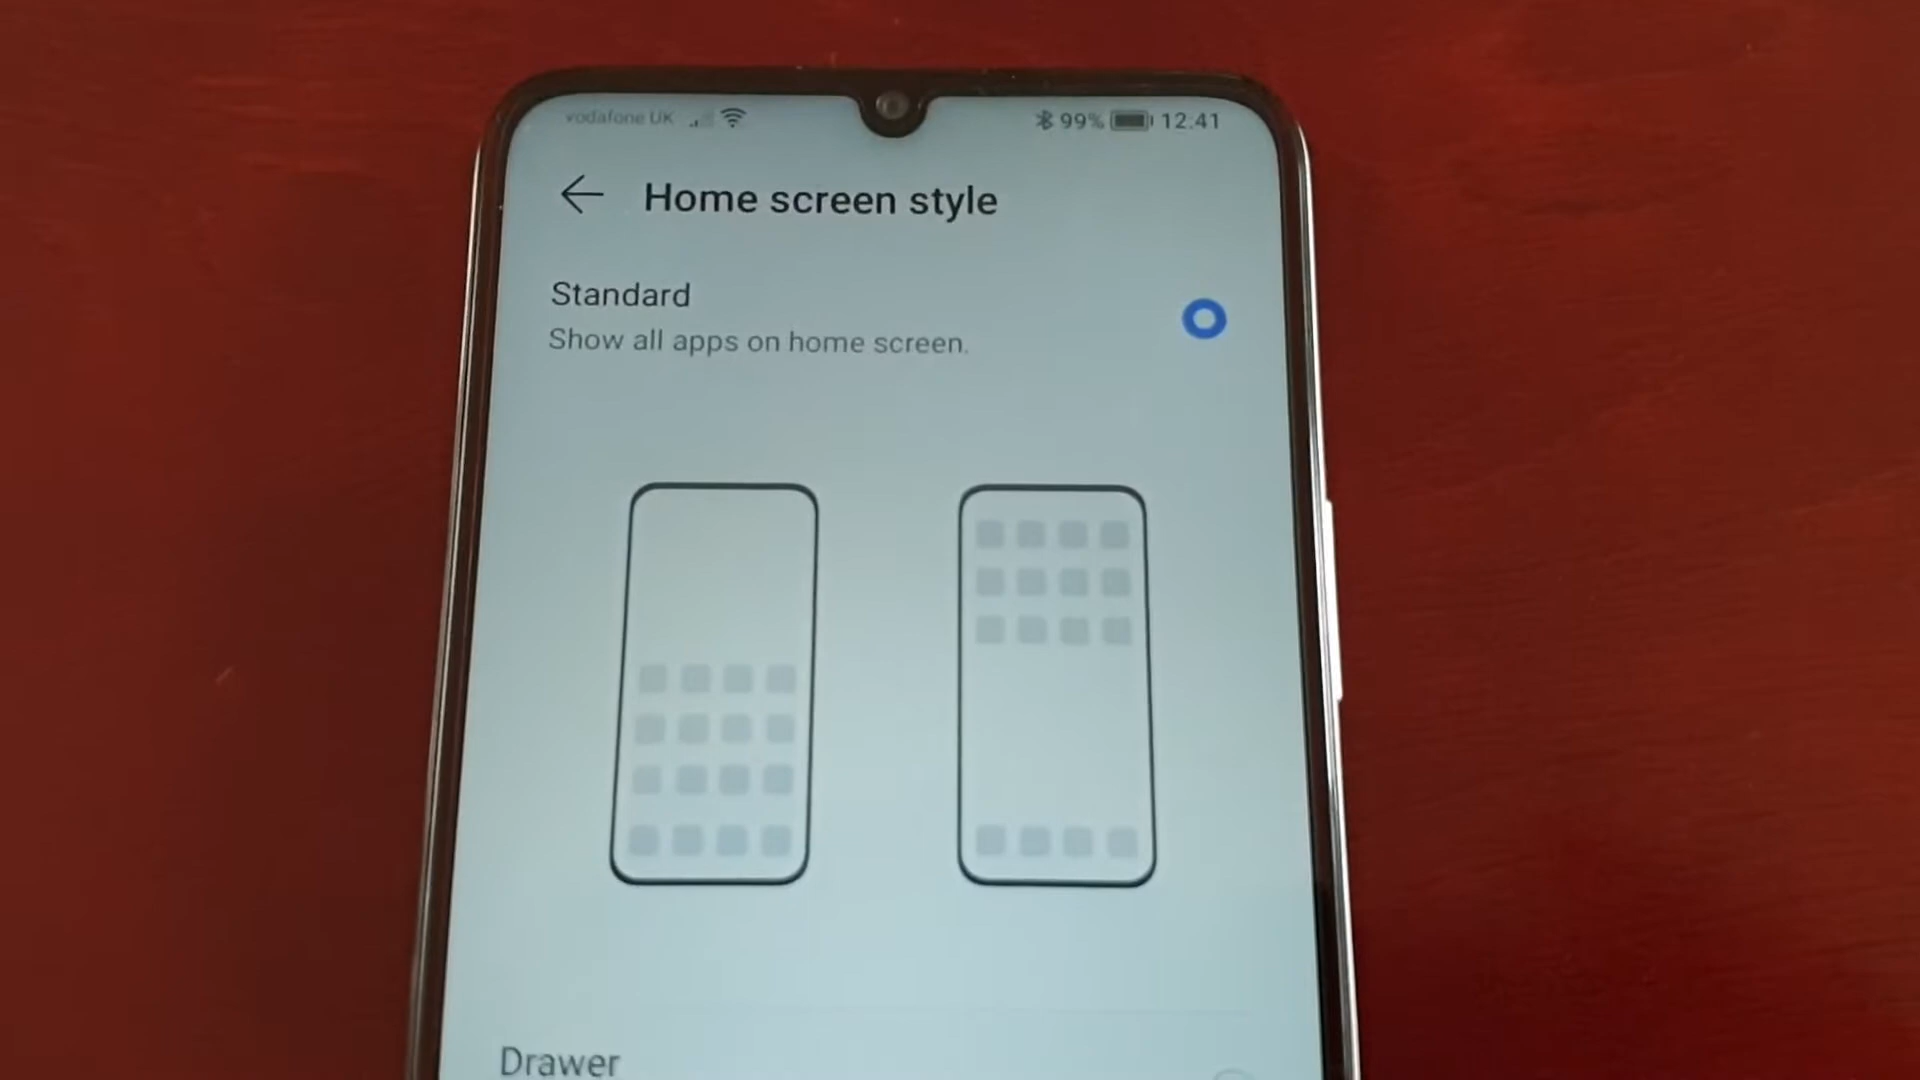 vodafone UK
99% 12.41
Home screen style
Standard
Show all apps on home screen.
Drawer